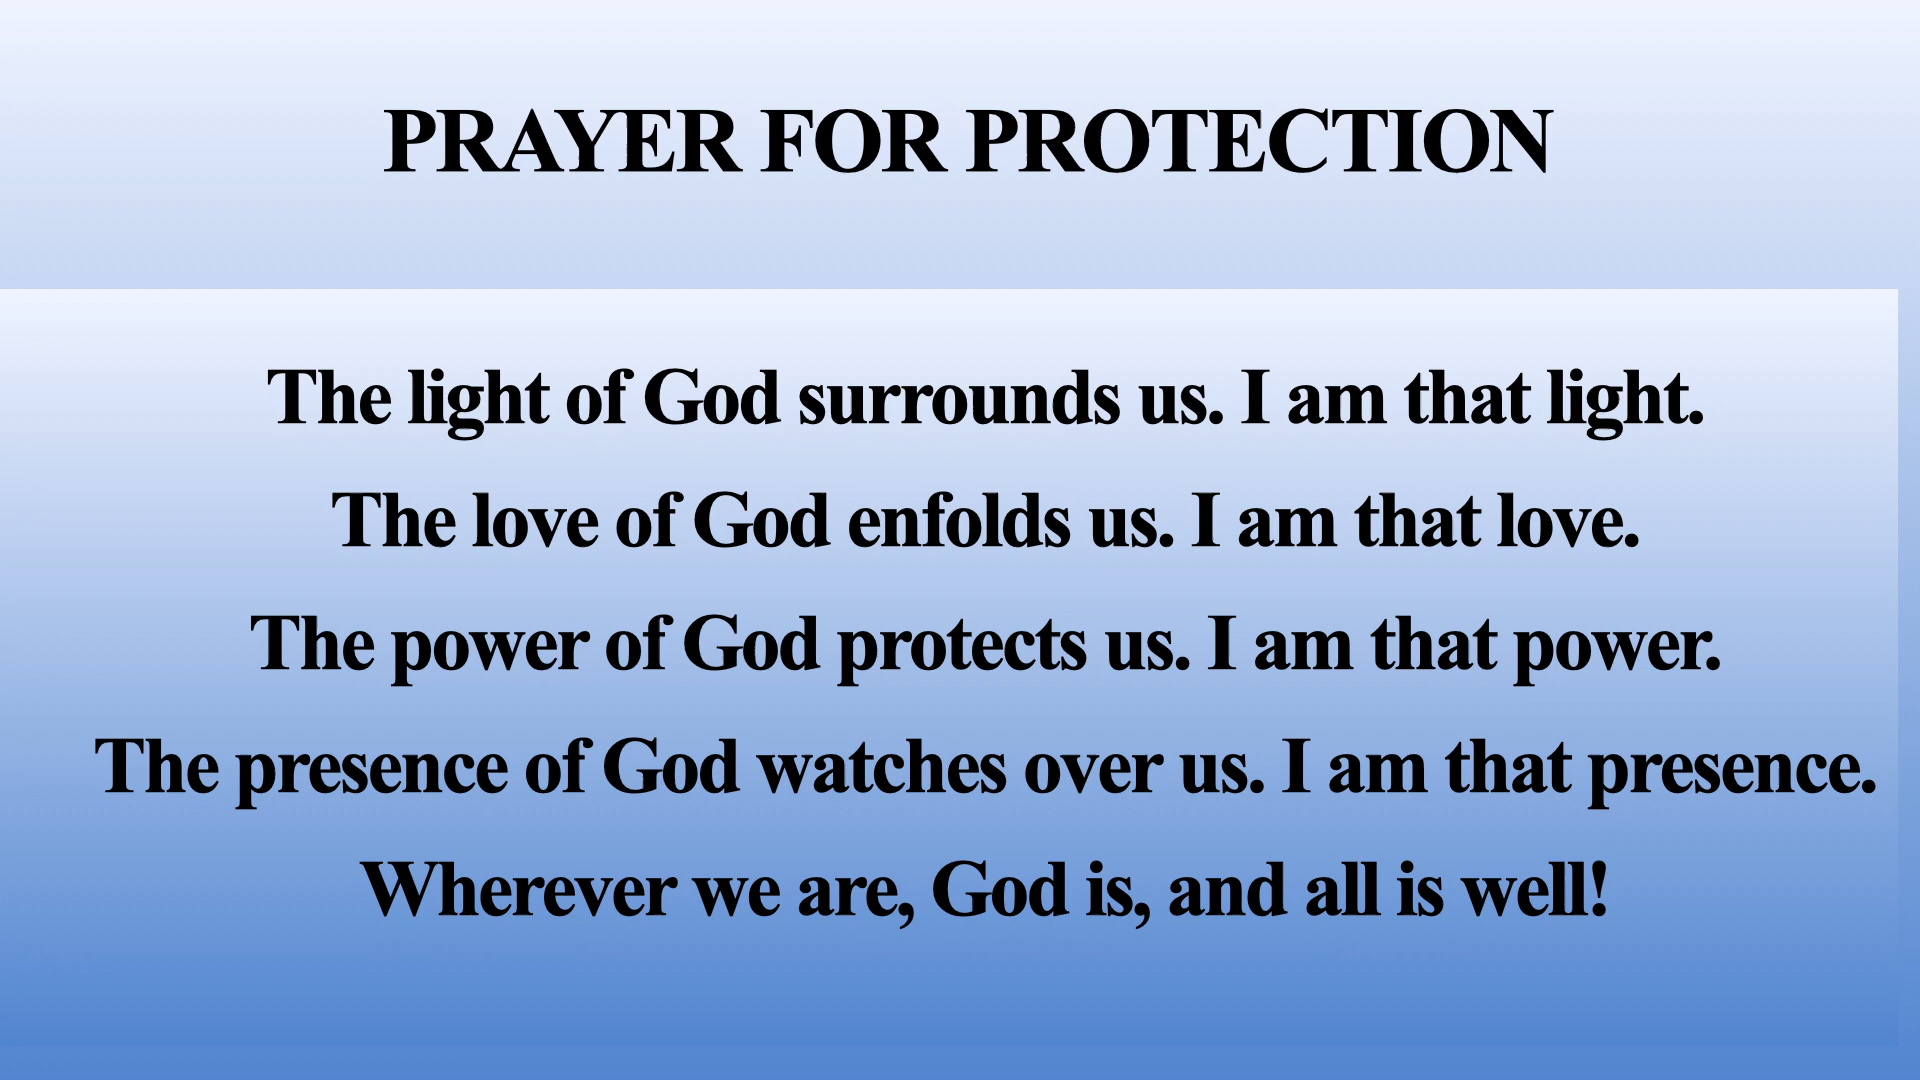 PRAYER FOR PROTECTION
The light of God surrounds us. I am that light.
The love of God enfolds us. I am that love.
The power of God protects us. I am that power.
The presence of God watches over us. I am that presence.
Wherever we are, God is, and all is well!